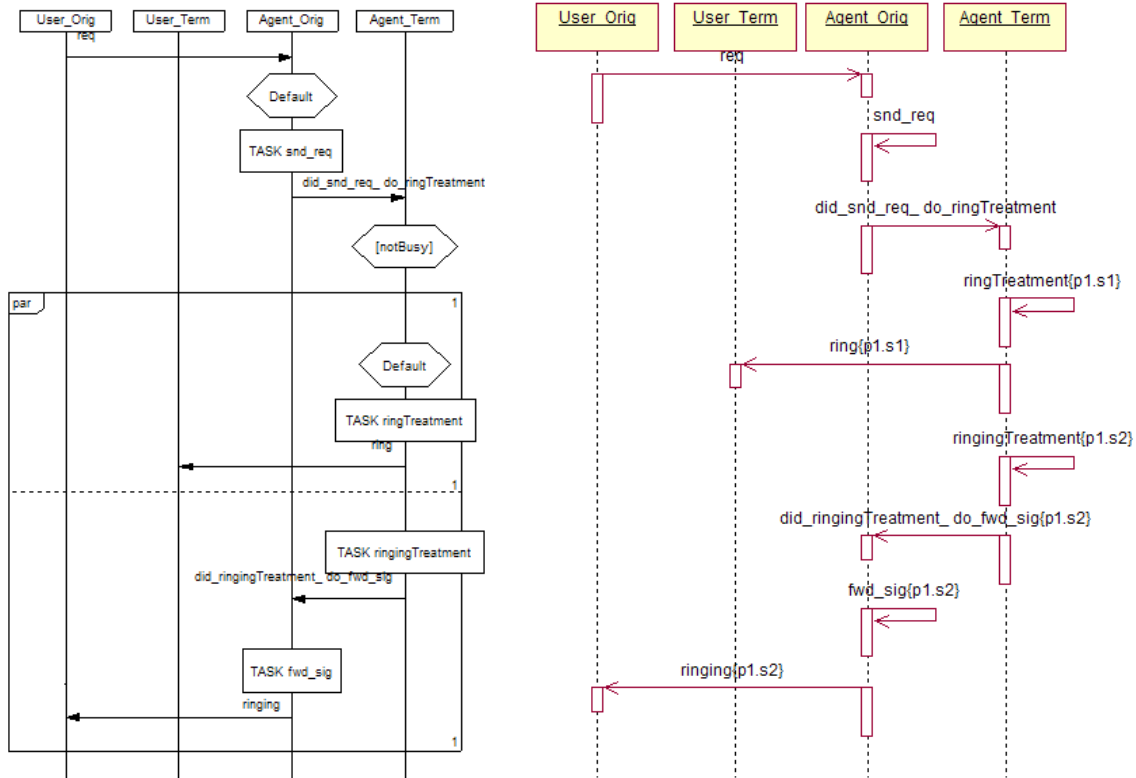 User_Orig
User_Term
Agent_Orig
Agent_Term
req
Default
TASK snd_req
did_snd_req_ do_ringTreatment
[notBusy]
par
1
Default
TASK ringTreatment
ring
1
TASK ringingTreatment
did_ringingTreatment_ do_fwd_sig
TASK fwd_sig
ringing
1
User_Orig
User_Term
Agent_Orig
Agent_Term
req
snd_req
did_snd_req_ do_ringTreatment
ringTreatment{p1.s1}
ring{p1.s1}
ringingTreatment{p1.s2}
did_ringingTreatment_ do_fwd_sig{p1.s2}
fwd_sig{p1.s2}
ringing{p1.s2}